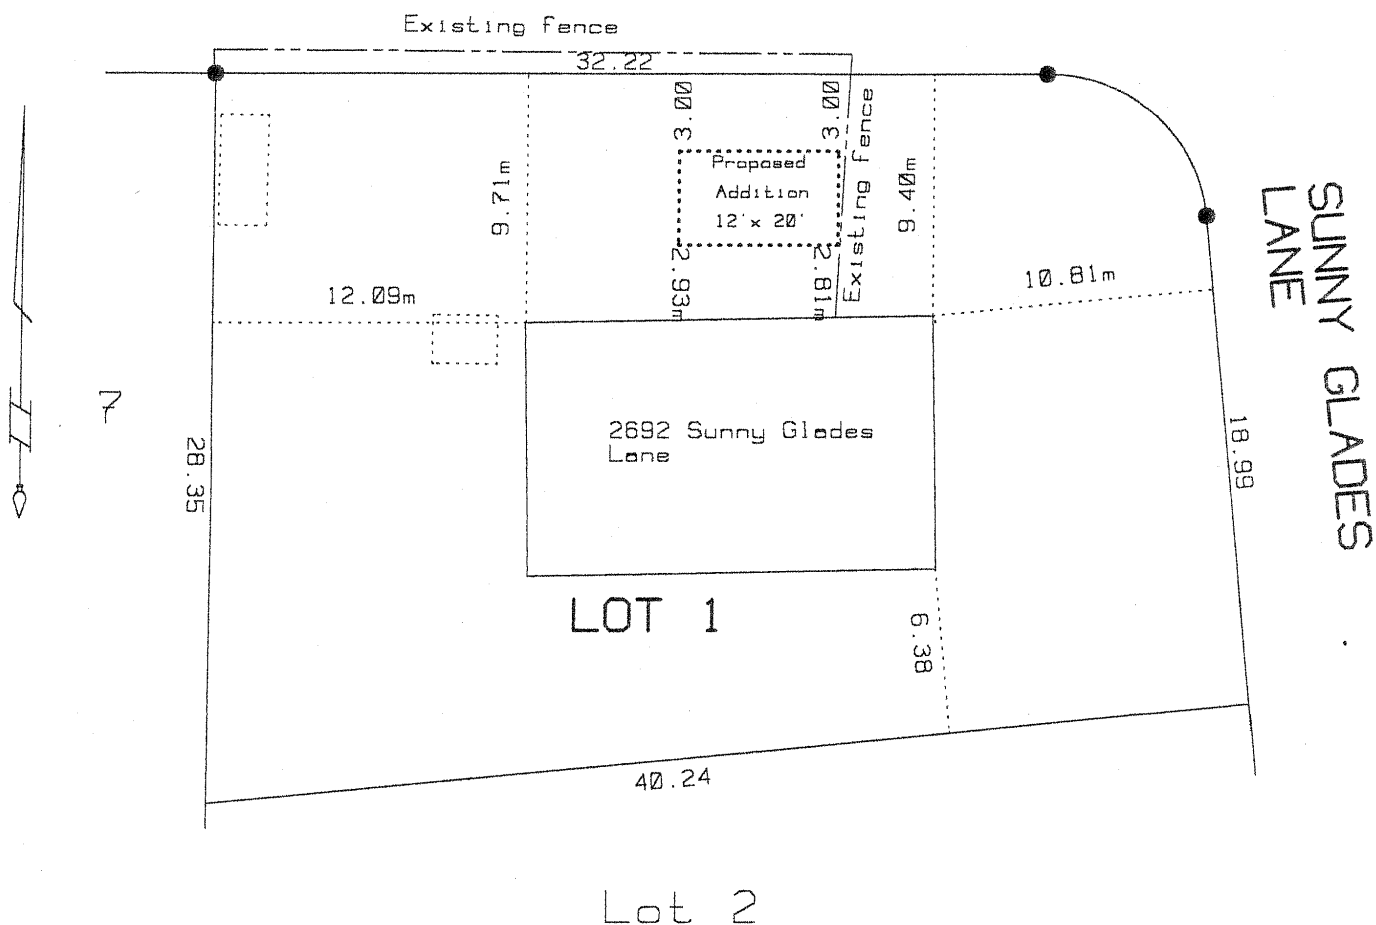 Existing fence
32.22
3.00
3.00
Existing fence
9.71m
Proposed
Addition
12'x 20'
9.40m
SUNNY GLADES
LANE
2.93m
2.81m
10.81m
12.09m
7
28.35
2692 Sunny Glades
Lane
18.99
LOT 1
6.38
40.24
Lot 2